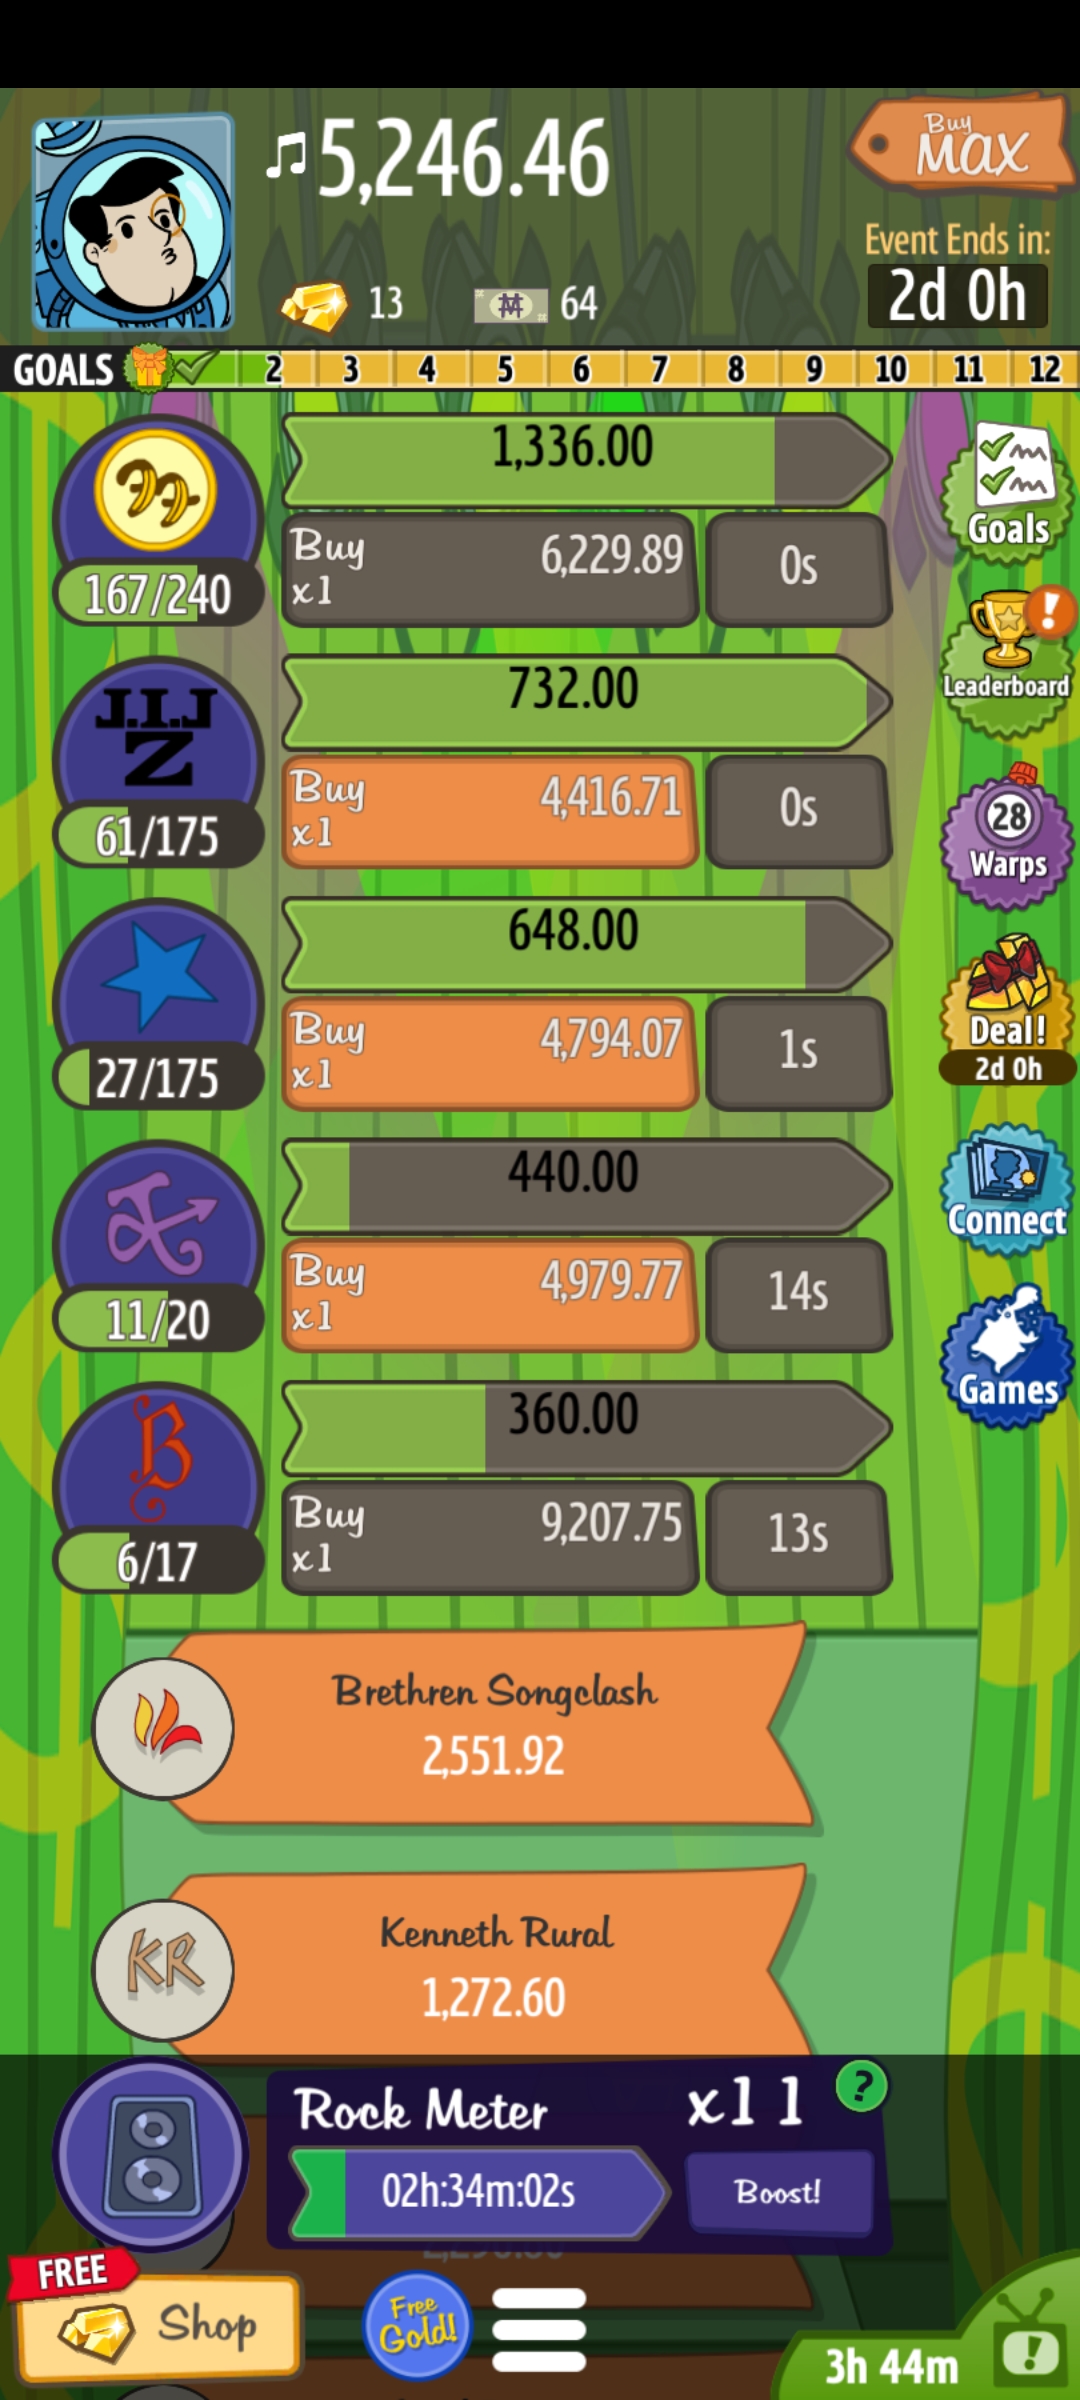 5,246.46
Buy
MAX
13
64
Event Ends in:
2d 0h
GOALS 2 3 4 5 6 7 8 9 10 11 12
1,336.00
Buy
x1
6,229.89
0s
167/240
Goals
J.I.J
Z
732.00
Buy
x1
4,416.71
0s
61/175
Leaderboard
28
Warps
648.00
Buy
x1
4,794.07
1s
27/175
Deal!
2d 0h
440.00
Buy
x1
4,979.77
14s
11/20
Connect
B
360.00
Buy
x1
9,207.75
13s
6/17
Games
Brethren Songclash
2,551.92
KR
Kenneth Rural
1,272.60
Rock Meter
x11
?
02h:34m:02s
Boost!
FREE
Shop
Free
Gold!
3h 44m